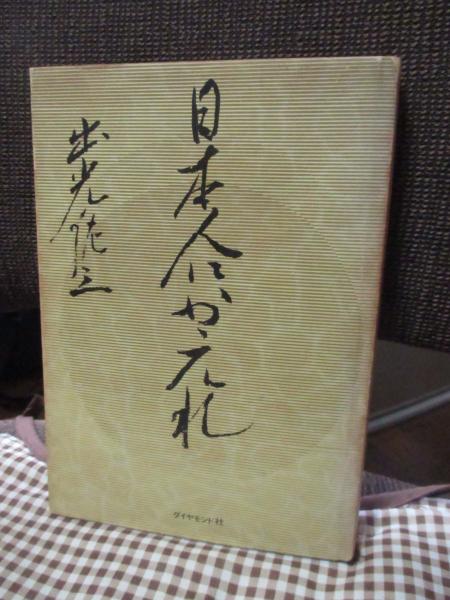 日本人にかえれ
出光佐三
ダイヤモンド社